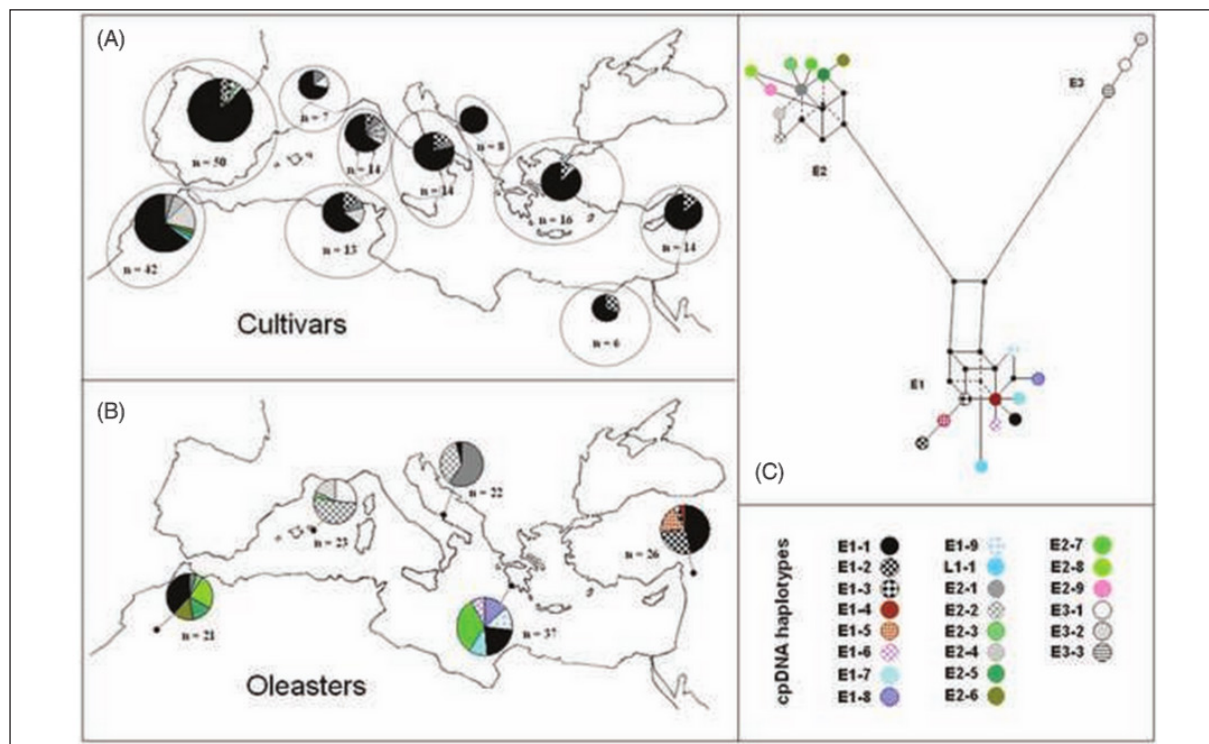 (A)
n = 50
n = 7
n = 14
n = 14
n = 8
n = 16
n = 14
n = 42
n = 13
n = 6
Cultivars
(B)
n = 22
n = 23
n = 26
n = 21
n = 37
Oleasters
(C)
E3
E2
E1
cpDNA haplotypes
E1-1
E1-2
E1-3
E1-4
E1-5
E1-6
E1-7
E1-8
E1-9
L1-1
E2-1
E2-2
E2-3
E2-4
E2-5
E2-6
E2-7
E2-8
E2-9
E3-1
E3-2
E3-3